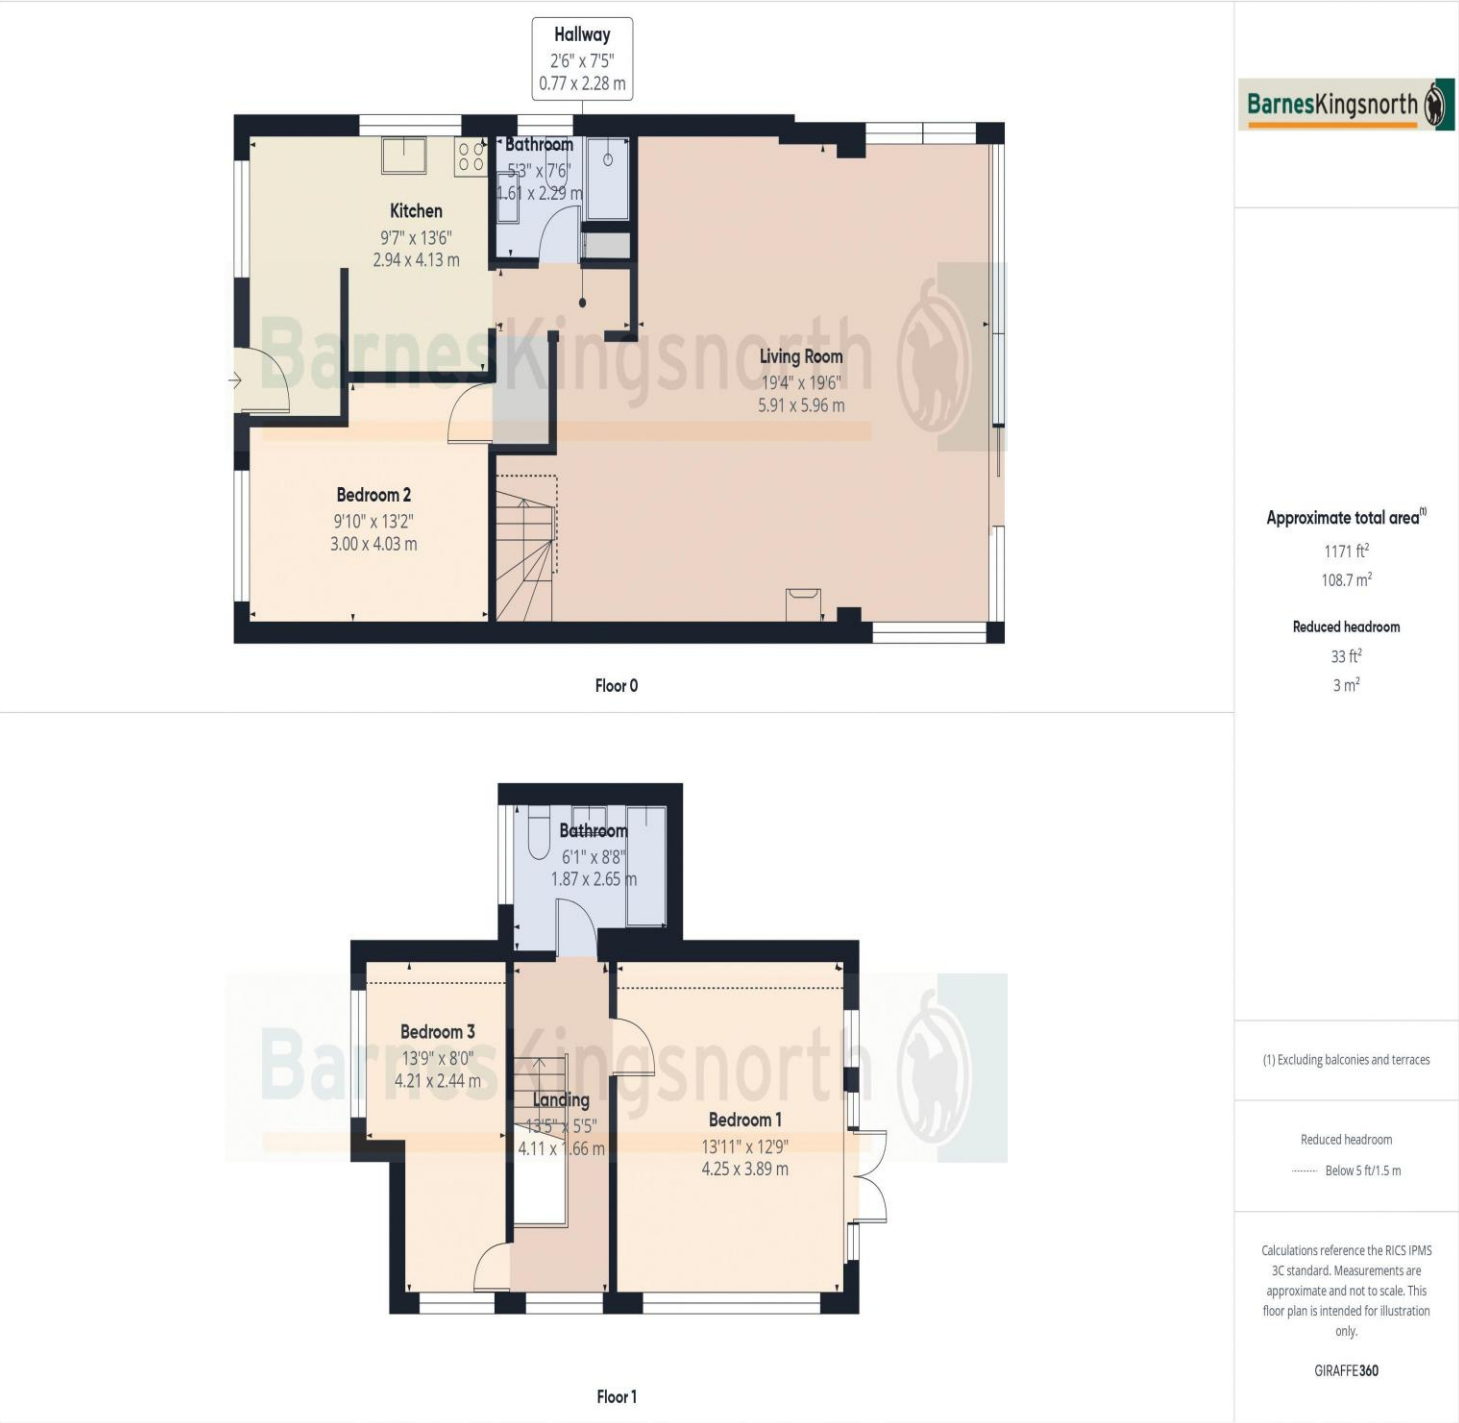 Hallway
2'6" x 7'5"
0.77 x 2.28 m
Bathroom
5'3" x 7'6"
1.61 x 2.29 m
Kitchen
9'7" x 13'6"
2.94 x 4.13 m
Living Room
19'4" x 19'6"
5.91 x 5.96 m
Bedroom 2
9'10" x 13'2"
3.00 x 4.03 m
BarnesKingsnorth
Floor 0
Bathroom
6'1" x 8'8"
1.87 x 2.65 m
Bedroom 3
13'9" x 8'0"
4.21 x 2.44 m
Landing
13'5" x 5'5"
4.11 x 1.66 m
Bedroom 1
13'11" x 12'9"
4.25 x 3.89 m
BarnesKingsnorth
Floor 1
BarnesKingsnorth
Approximate total area(1)
1171 ft²
108.7 m²
Reduced headroom
33 ft²
3 m²
(1) Excluding balconies and terraces
Reduced headroom
Below 5 ft/1.5 m
Calculations reference the RICS IPMS
3C standard. Measurements are
approximate and not to scale. This
floor plan is intended for illustration
only.
GIRAFFE360